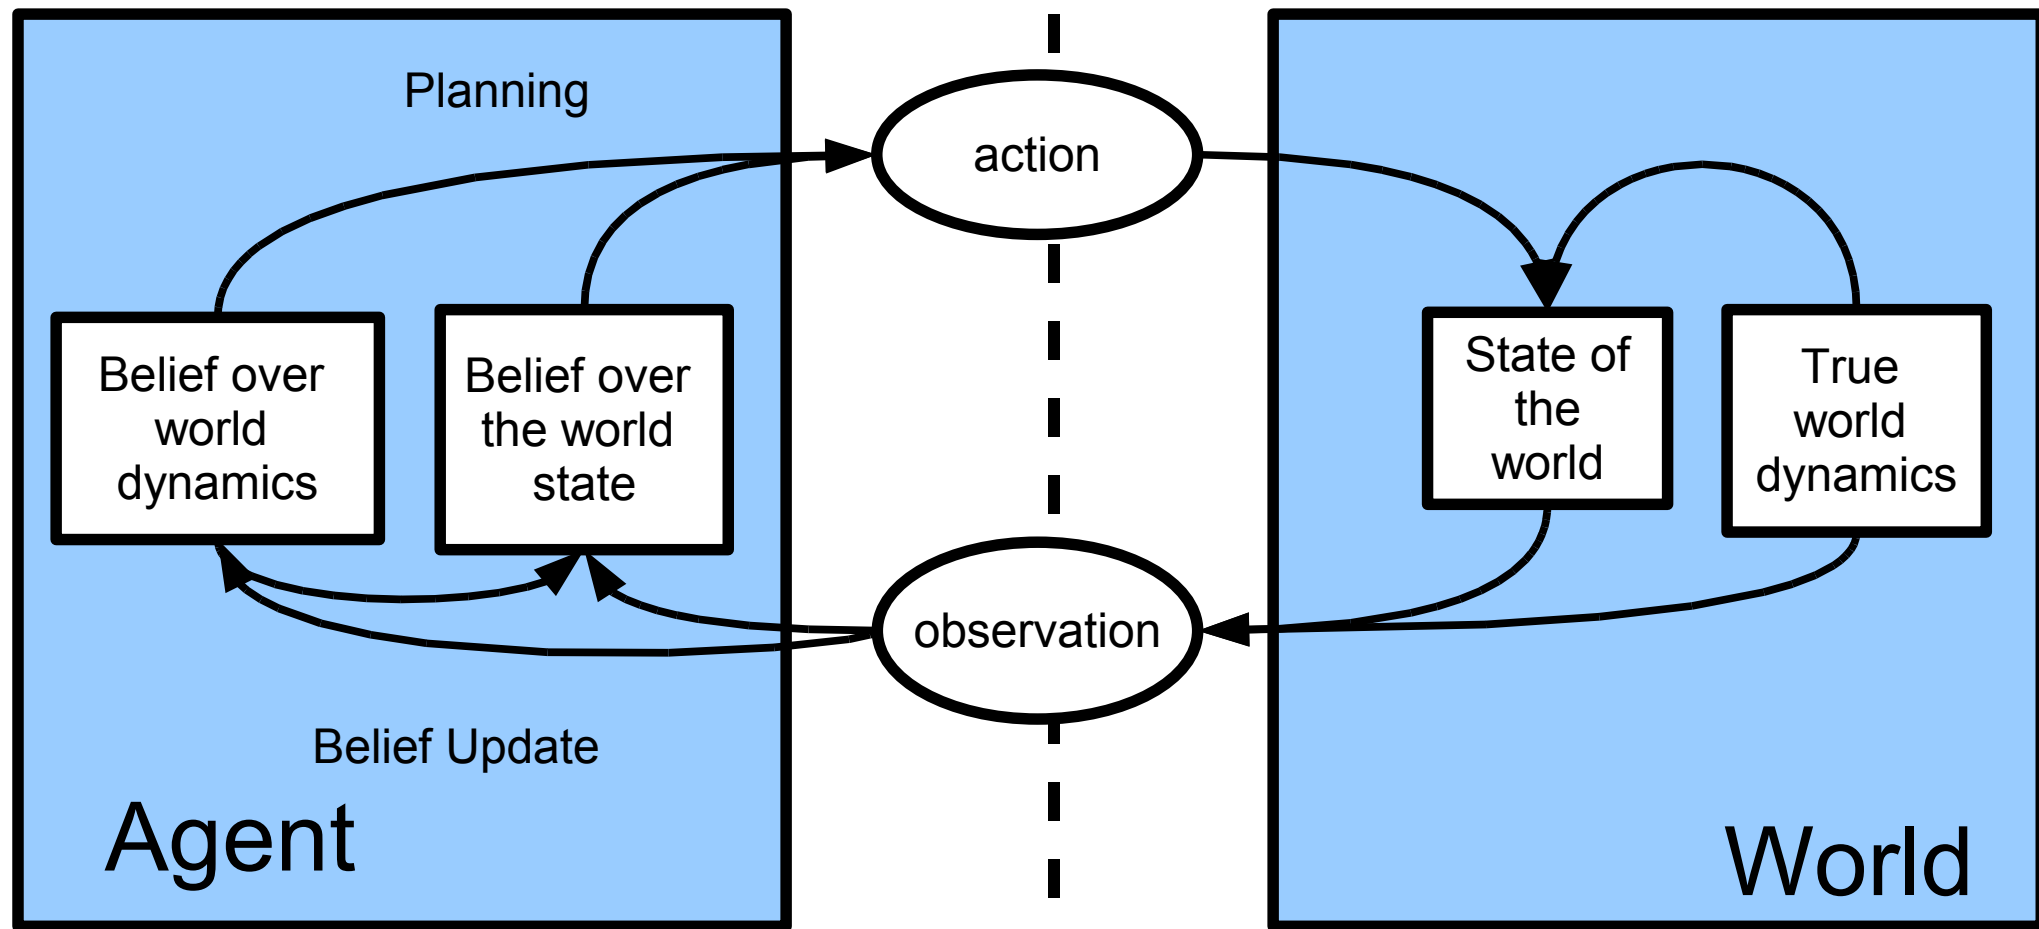 Planning
action
Belief over
world
dynamics
Belief over
the world
state
State of
the
world
True
world
dynamics
observation
Belief Update
Agent
World